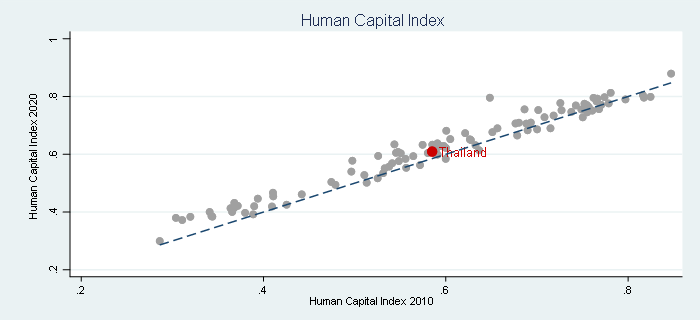 Human Capital Index
Human Capital Index 2020
1
.8
.6
.4
.2
Thailand
.2
.4
.6
.8
Human Capital Index 2010